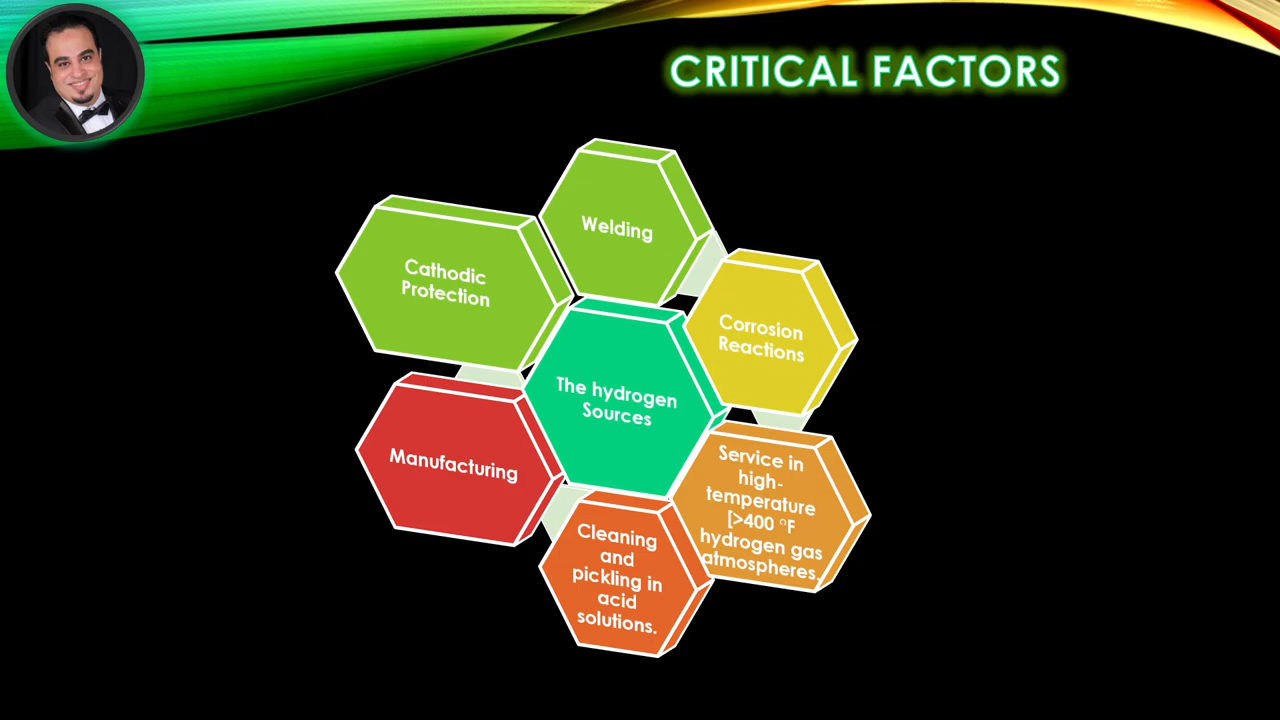 CRITICAL FACTORS
Welding
Cathodic
Protection
Corrosion
Reactions
The hydrogen
Sources
Manufacturing
Service in
high-
temperature
[>400 ºF
hydrogen gas
atmospheres.
Cleaning
and
pickling in
acid
solutions.